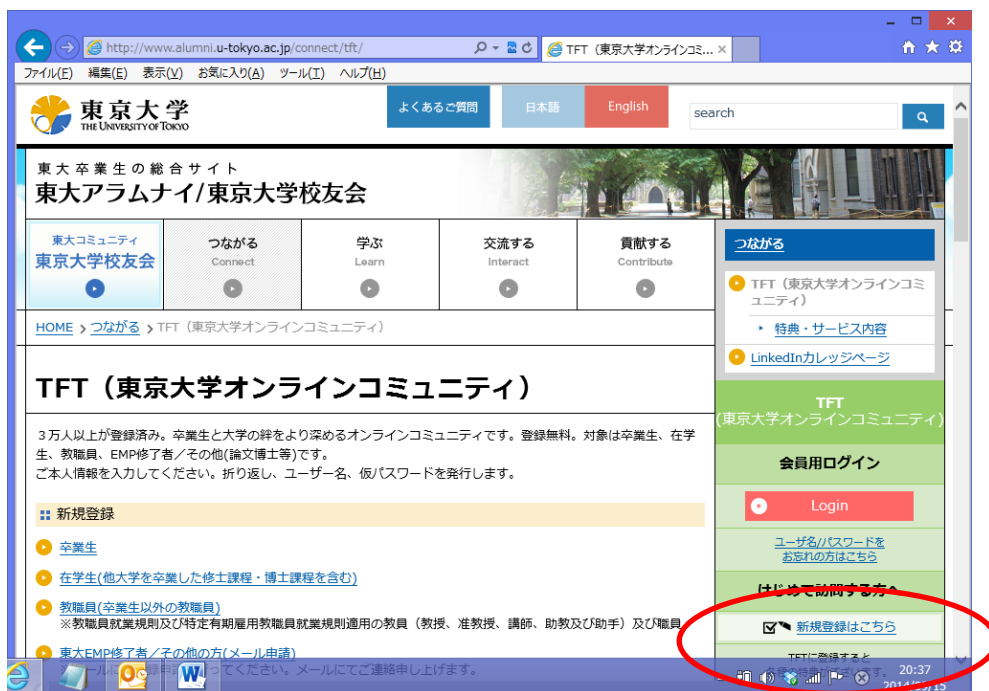 http://www.alumni.u-tokyo.ac.jp/connect/tft/
TFT（東京大学オンラインコミ...
ファイル(F) 編集(E) 表示(V) お気に入り(A) ツール(T) ヘルプ(H)
東京大学
THE UNIVERSITY OF TOKYO
よくあるご質問
日本語
English
search
東大卒業生の総合サイト
東大アラムナイ/東京大学校友会
東大コミュニティ
東京大学校友会
つながる
Connect
学ぶ
Learn
交流する
Interact
貢献する
Contribute
HOME > つながる > TFT（東京大学オンラインコミュニティ）
TFT（東京大学オンラインコミュニティ）
３万人以上が登録済み。卒業生と大学の絆をより深めるオンラインコミュニティです。登録無料。対象は卒業生、在学
生、教職員、EMP修了者／その他(論文博士等)です。
ご本人情報を入力してください。折り返し、ユーザー名、仮パスワードを発行します。
新規登録
卒業生
在学生(他大学を卒業した修士課程・博士課程を含む)
教職員(卒業生以外の教職員)
※教職員就業規則及び特定有期雇用教職員就業規則適用の教員（教授、准教授、講師、助教及び助手）及び職員
東大EMP修了者／その他の方(メール申請)
ってください。メールにてご連絡申し上げます。
つながる
TFT（東京大学オンラインコミ
ュニティ）
特典・サービス内容
LinkedInカレッジページ
TFT
(東京大学オンラインコミュニティ)
会員用ログイン
Login
ユーザ名/パスワードを
お忘れの方はこちら
はじめて訪問する方へ
新規登録はこちら
TFTに登録すると
20:37